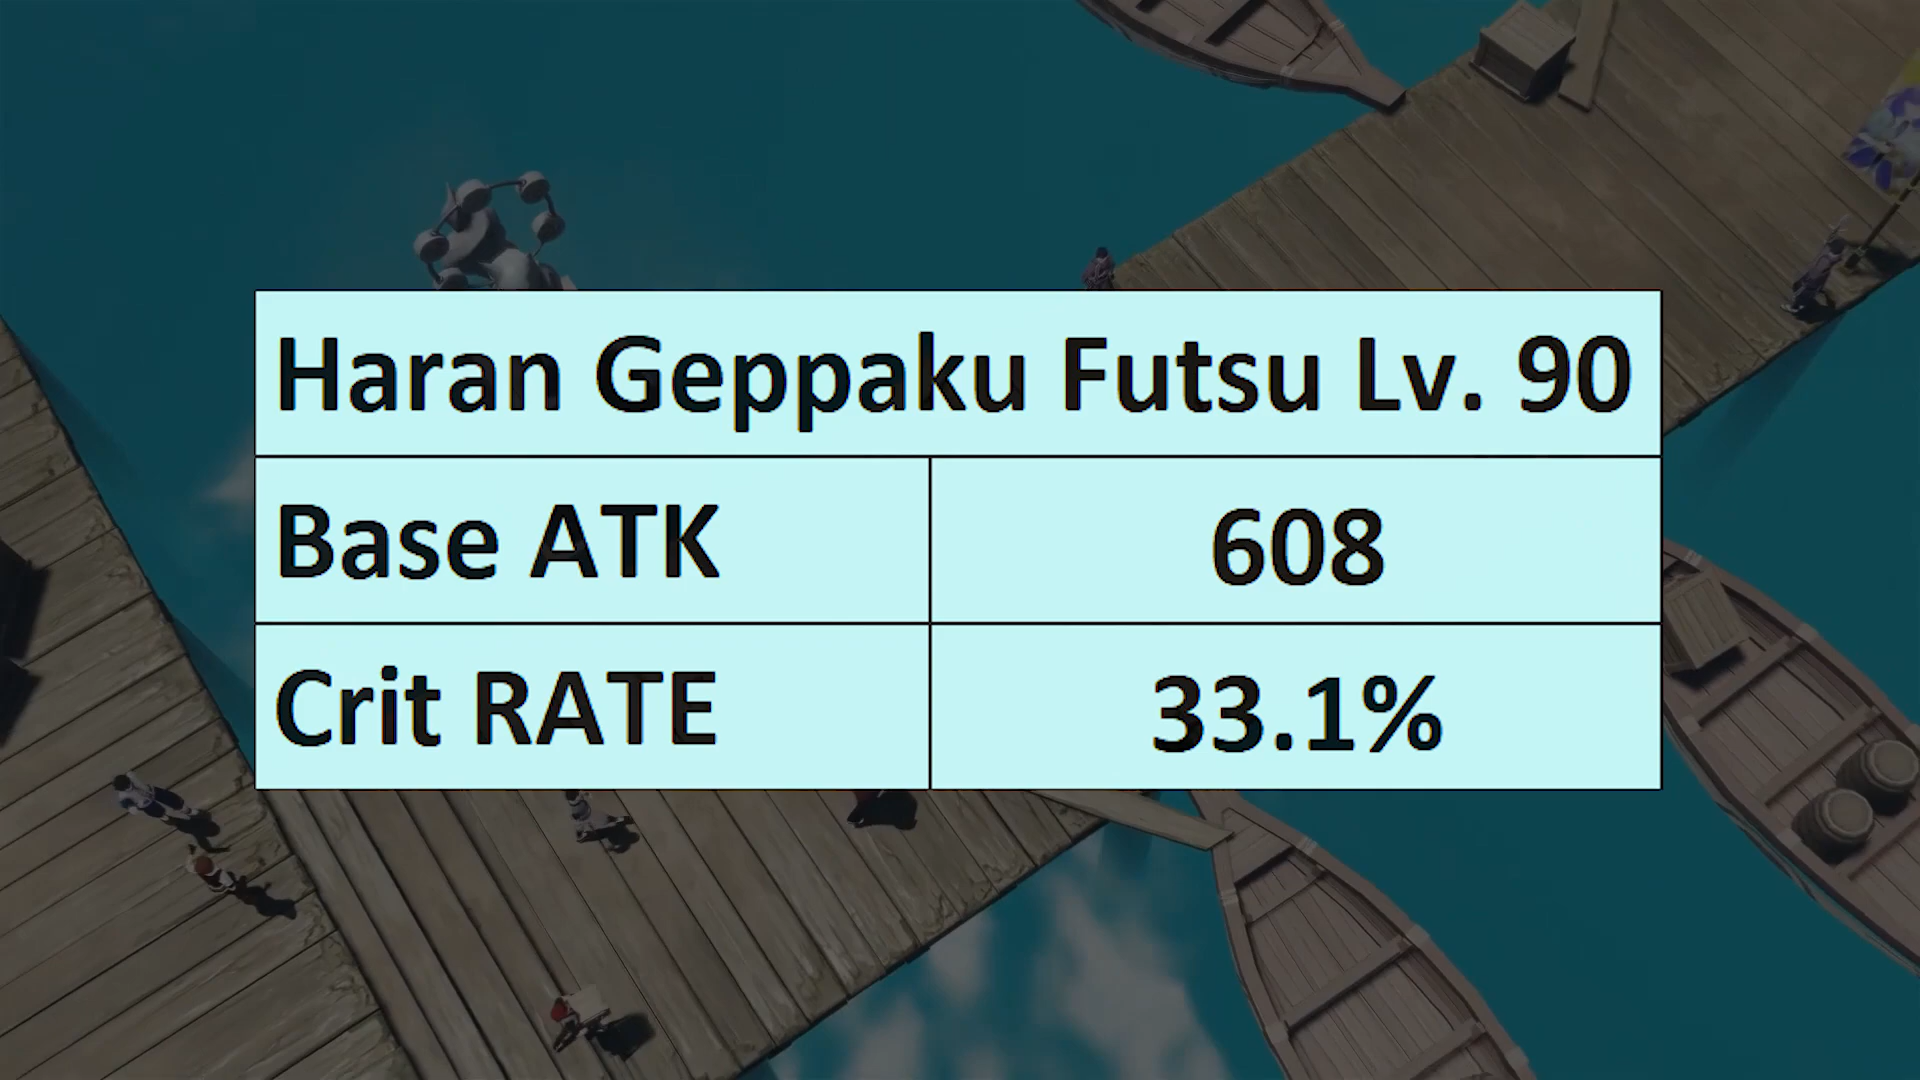 Haran Geppaku Futsu Lv. 90
Base ATK 608
Crit RATE 33.1%